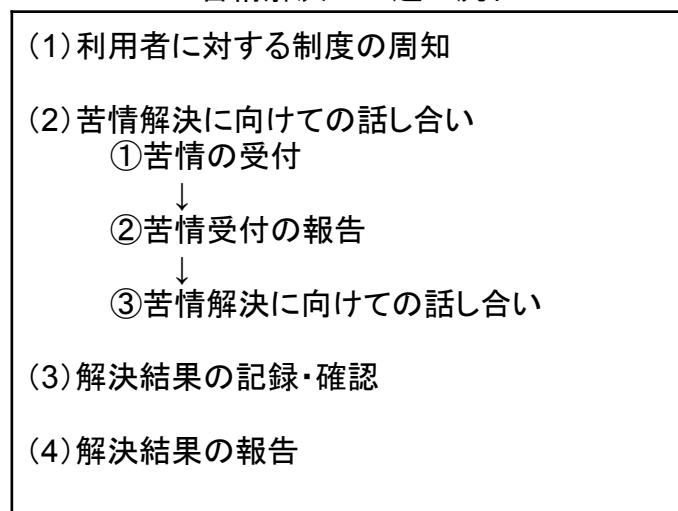 (1)利用者に対する制度の周知
(2)苦情解決に向けての話し合い
①苦情の受付
↓
②苦情受付の報告
↓
③苦情解決に向けての話し合い
(3)解決結果の記録・確認
(4)解決結果の報告